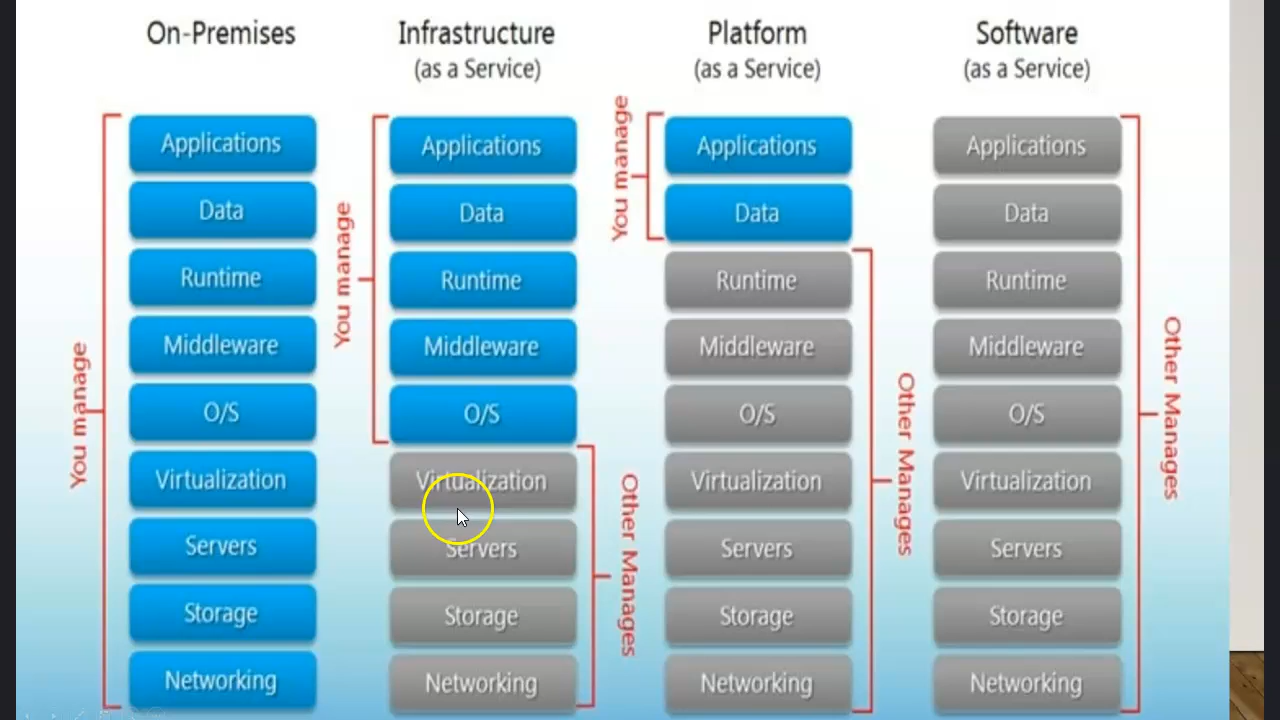 On-Premises
Applications
Data
Runtime
Middleware
O/S
Virtualization
Servers
Storage
Networking
You manage
Infrastructure
(as a Service)
Applications
Data
Runtime
Middleware
O/S
Virtualization
Servers
Storage
Networking
You manage
Other Manages
Platform
(as a Service)
Applications
Data
Runtime
Middleware
O/S
Virtualization
Servers
Storage
Networking
You manage
Other Manages
Software
(as a Service)
Applications
Data
Runtime
Middleware
O/S
Virtualization
Servers
Storage
Networking
Other Manages